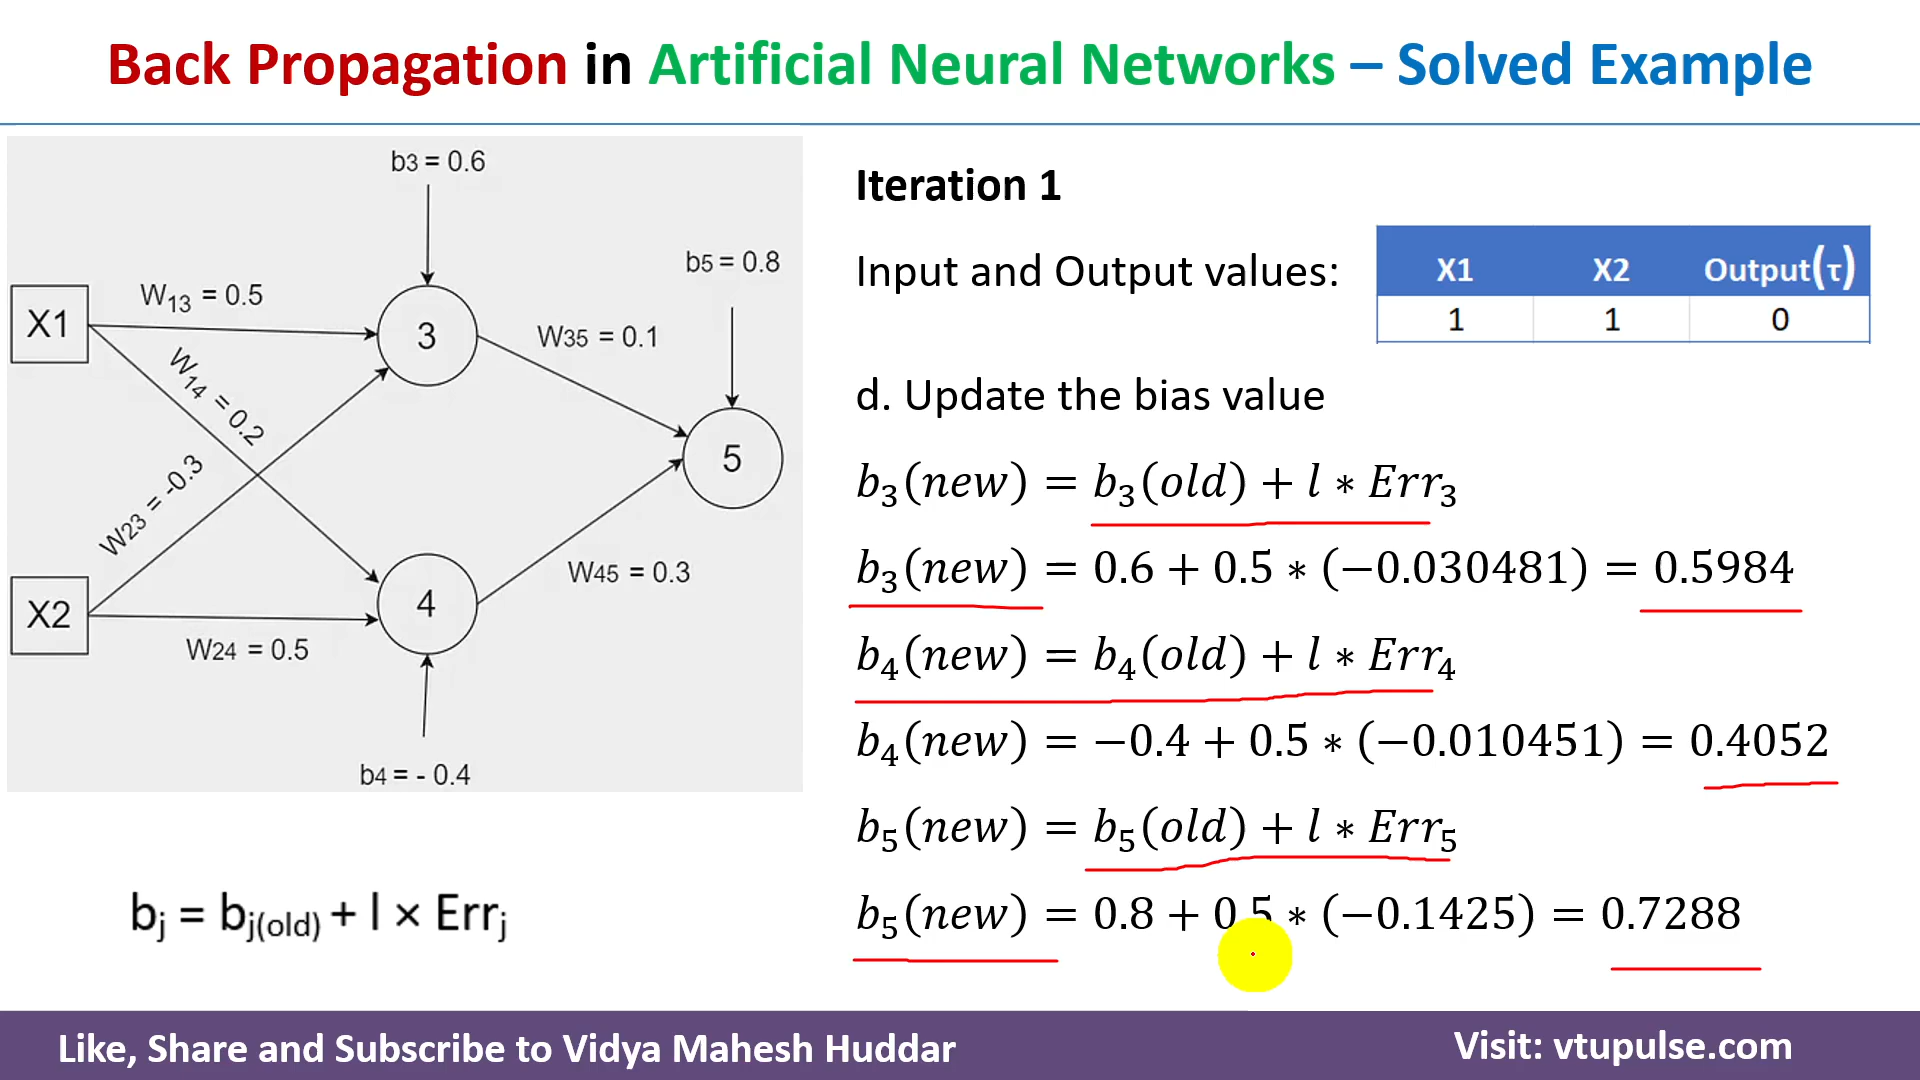 Back Propagation in Artificial Neural Networks – Solved Example
b3 = 0.6
b5 = 0.8
W13 = 0.5
X1
3
W35 = 0.1
W14 = 0.2
5
W23 = -0.3
X2
4
W45 = 0.3
W24 = 0.5
b4 = - 0.4
bj = bj(old) + l × Errj
Iteration 1
Input and Output values:
X1 X2 Output(τ)
1 1 0
d. Update the bias value
b₃(new) = b₃(old) + l ∗ Err₃
b₃(new) = 0.6 + 0.5 ∗ (−0.030481) = 0.5984
b₄(new) = b₄(old) + l ∗ Err₄
b₄(new) = −0.4 + 0.5 ∗ (−0.010451) = 0.4052
b₅(new) = b₅(old) + l ∗ Err₅
b₅(new) = 0.8 + 0.5 ∗ (−0.1425) = 0.7288
Like, Share and Subscribe to Vidya Mahesh Huddar
Visit: vtupulse.com